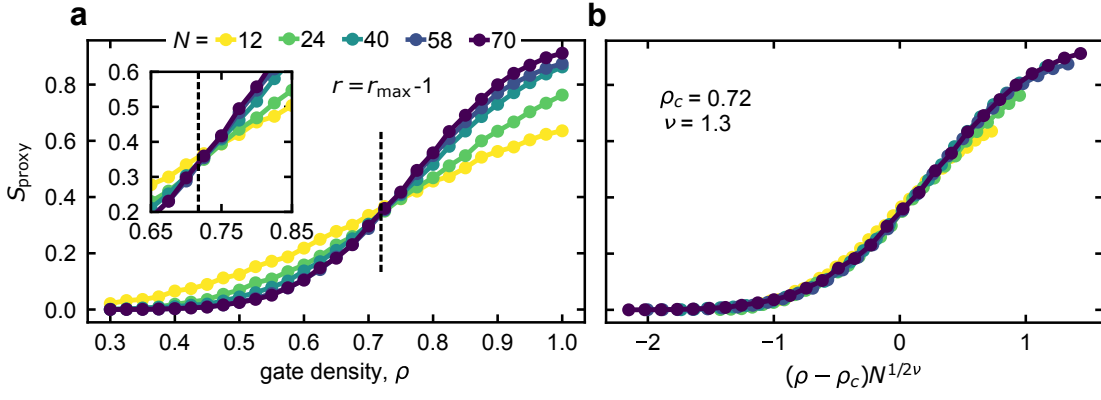 a
N = 12 24 40 58 70
0.6
0.5
0.4
0.3
0.2
0.65 0.75 0.85
r = r_max -1
S_proxy
0.8
0.6
0.4
0.2
0.0
0.3 0.4 0.5 0.6 0.7 0.8 0.9 1.0
gate density, ρ
b
ρ_c = 0.72
ν = 1.3
−2 −1 0 1
(ρ − ρ_c)N^{1/2ν}